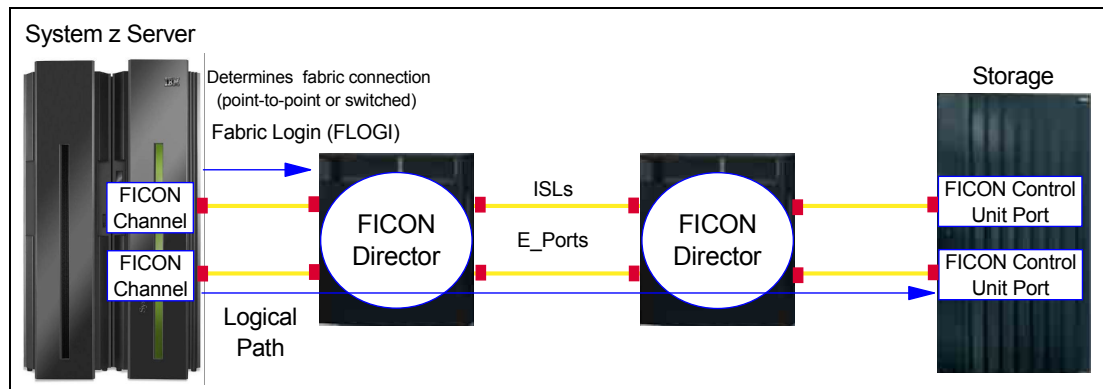 System z Server
Determines fabric connection
(point-to-point or switched)
Fabric Login (FLOGI)
Storage
FICON
Channel
FICON
Channel
FICON
Director
ISLs
E_Ports
FICON
Director
FICON Control
Unit Port
FICON Control
Unit Port
Logical
Path